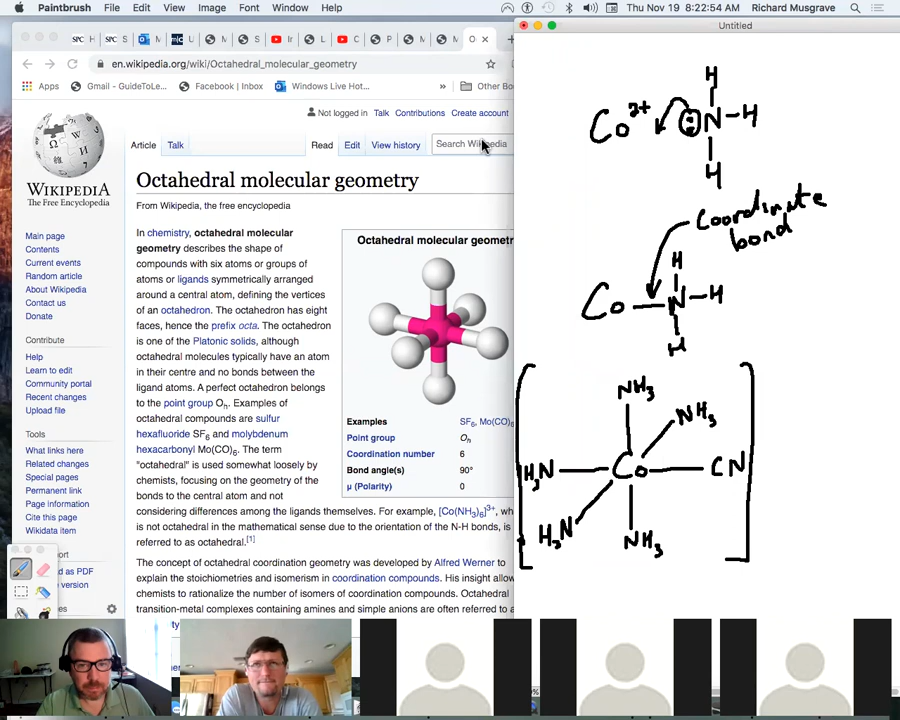 Paintbrush File Edit View Image Font Window Help
Thu Nov 19 8:22:54 AM Richard Musgrave
Untitled
en.wikipedia.org/wiki/Octahedral_molecular_geometry
Apps Gmail - GuideToLe... Facebook | Inbox Windows Live Hot... » Other Bo
WIKIPEDIA
The Free Encyclopedia
Main page
Contents
Current events
Random article
About Wikipedia
Contact us
Donate
Contribute
Help
Learn to edit
Community portal
Recent changes
Upload file
Tools
What links here
Related changes
Special pages
Permanent link
Page information
Cite this page
Wikidata item
ort
d as PDF
e version
es
Not logged in Talk Contributions Create account
Article Talk Read Edit View history Search Wikipedia
Octahedral molecular geometry
From Wikipedia, the free encyclopedia
In chemistry, octahedral molecular
geometry describes the shape of
compounds with six atoms or groups of
atoms or ligands symmetrically arranged
around a central atom, defining the vertices
of an octahedron. The octahedron has eight
faces, hence the prefix octa. The octahedron
is one of the Platonic solids, although
octahedral molecules typically have an atom
in their centre and no bonds between the
ligand atoms. A perfect octahedron belongs
to the point group Oh. Examples of
octahedral compounds are sulfur
hexafluoride SF6 and molybdenum
hexacarbonyl Mo(CO)6. The term
"octahedral" is used somewhat loosely by
chemists, focusing on the geometry of the
bonds to the central atom and not
considering differences among the ligands themselves. For example, [Co(NH3)6]3+, wh
is not octahedral in the mathematical sense due to the orientation of the N-H bonds,
referred to as octahedral.[1]
The concept of octahedral coordination geometry was developed by Alfred Werner to
explain the stoichiometries and isomerism in coordination compounds. His insight allow
chemists to rationalize the number of isomers of coordination compounds. Octahedral
transition-metal complexes containing amines and simple anions are often referred to a
Octahedral molecular geometr
Examples SF6, Mo(CO)6
Point group Oh
Coordination number 6
Bond angle(s) 90°
μ (Polarity) 0
H
N H
H
coordinate
bond
H
Co N H
H
NH3
NH3
H3N Co CN
H3N
NH3